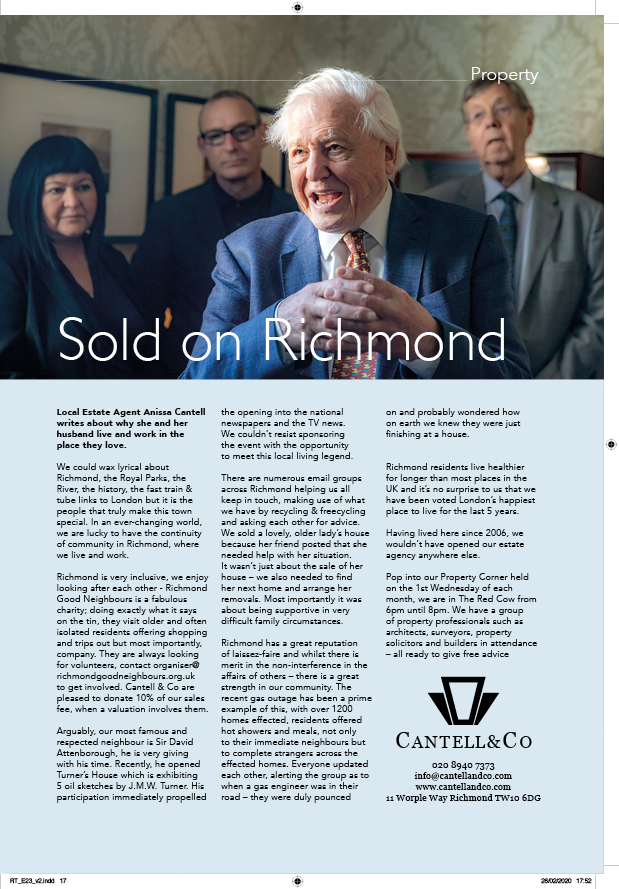 Property
Sold on Richmond
Local Estate Agent Anissa Cantell
writes about why she and her
husband live and work in the
place they love.
We could wax lyrical about
Richmond, the Royal Parks, the
River, the history, the fast train &
tube links to London but it is the
people that truly make this town
special. In an ever-changing world,
we are lucky to have the continuity
of community in Richmond, where
we live and work.
Richmond is very inclusive, we enjoy
looking after each other - Richmond
Good Neighbours is a fabulous
charity; doing exactly what it says
on the tin, they visit older and often
isolated residents offering shopping
and trips out but most importantly,
company. They are always looking
for volunteers, contact organiser@
richmondgoodneighbours.org.uk
to get involved. Cantell & Co are
pleased to donate 10% of our sales
fee, when a valuation involves them.
Arguably, our most famous and
respected neighbour is Sir David
Attenborough, he is very giving
with his time. Recently, he opened
Turner's House which is exhibiting
5 oil sketches by J.M.W. Turner. His
participation immediately propelled
the opening into the national
newspapers and the TV news.
We couldn't resist sponsoring
the event with the opportunity
to meet this local living legend.
There are numerous email groups
across Richmond helping us all
keep in touch, making use of what
we have by recycling & freecycling
and asking each other for advice.
We sold a lovely, older lady's house
because her friend posted that she
needed help with her situation.
It wasn't just about the sale of her
house – we also needed to find
her next home and arrange her
removals. Most importantly it was
about being supportive in very
difficult family circumstances.
Richmond has a great reputation
of laissez-faire and whilst there is
merit in the non-interference in the
affairs of others – there is a great
strength in our community. The
recent gas outage has been a prime
example of this, with over 1200
homes effected, residents offered
hot showers and meals, not only
to their immediate neighbours but
to complete strangers across the
effected homes. Everyone updated
each other, alerting the group as to
when a gas engineer was in their
road – they were duly pounced
on and probably wondered how
on earth we knew they were just
finishing at a house.
Richmond residents live healthier
for longer than most places in the
UK and it's no surprise to us that we
have been voted London's happiest
place to live for the last 5 years.
Having lived here since 2006, we
wouldn't have opened our estate
agency anywhere else.
Pop into our Property Corner held
on the 1st Wednesday of each
month, we are in The Red Cow from
6pm until 8pm. We have a group
of property professionals such as
architects, surveyors, property
solicitors and builders in attendance
– all ready to give free advice
CANTELL&CO
020 8940 7373
info@cantellandco.com
www.cantellandco.com
11 Worple Way Richmond TW10 6DG
RT_E23_v2.indd 17
28/02/2020 17:52